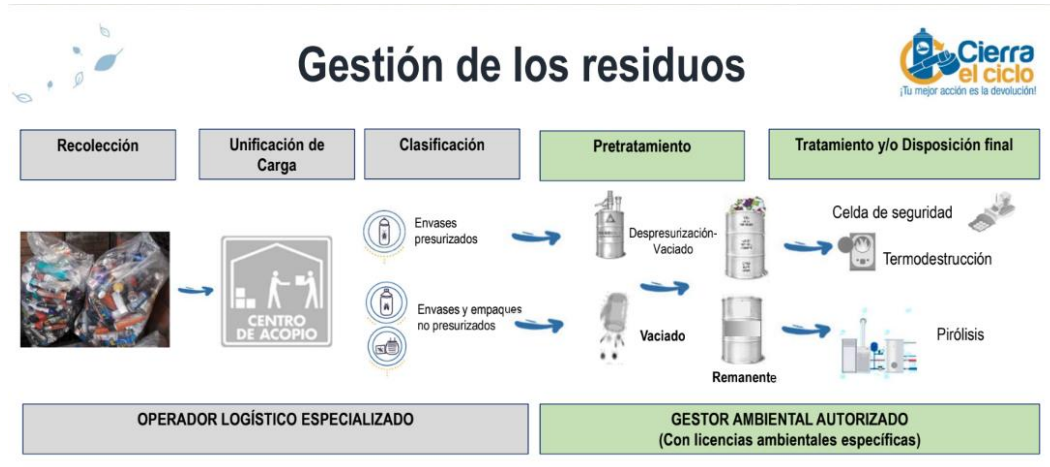 Gestión de los residuos
Cierra
el ciclo
¡Tu mejor acción es la devolución!
Recolección
Unificación de
Carga
Clasificación
Pretratamiento
Tratamiento y/o Disposición final
Envases
presurizados
Despresurización-
Vaciado
Celda de seguridad
Termodestrucción
CENTRO
DE ACOPIO
Envases y empaques
no presurizados
Vaciado
Remanente
Pirólisis
OPERADOR LOGÍSTICO ESPECIALIZADO
GESTOR AMBIENTAL AUTORIZADO
(Con licencias ambientales específicas)